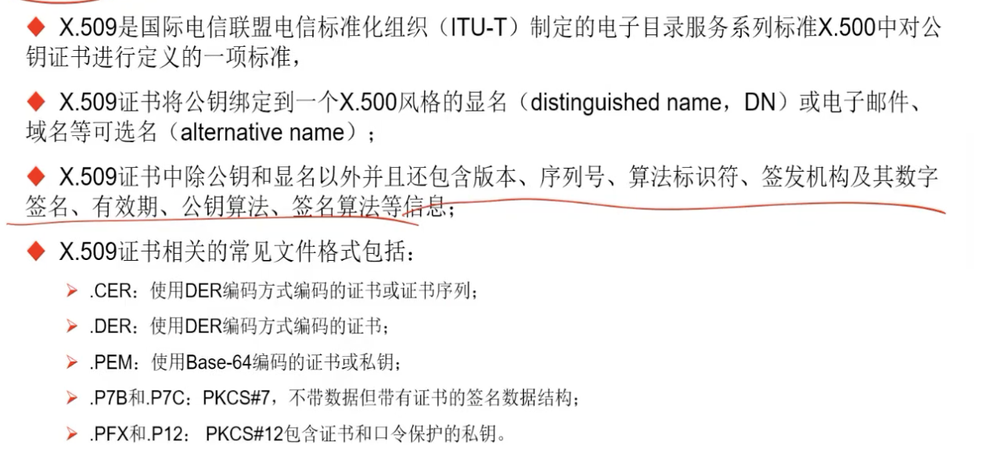 ◆ X.509是国际电信联盟电信标准化组织（ITU-T）制定的电子目录服务系列标准X.500中对公
钥证书进行定义的一项标准，
◆ X.509证书将公钥绑定到一个X.500风格的显名（distinguished name，DN）或电子邮件、
域名等可选名（alternative name）；
◆ X.509证书中除公钥和显名以外并且还包含版本、序列号、算法标识符、签发机构及其数字
签名、有效期、公钥算法、签名算法等信息；
◆ X.509证书相关的常见文件格式包括：
➢ .CER：使用DER编码方式编码的证书或证书序列；
➢ .DER：使用DER编码方式编码的证书；
➢ .PEM：使用Base-64编码的证书或私钥；
➢ .P7B和.P7C：PKCS#7，不带数据但带有证书的签名数据结构；
➢ .PFX和.P12： PKCS#12包含证书和口令保护的私钥。